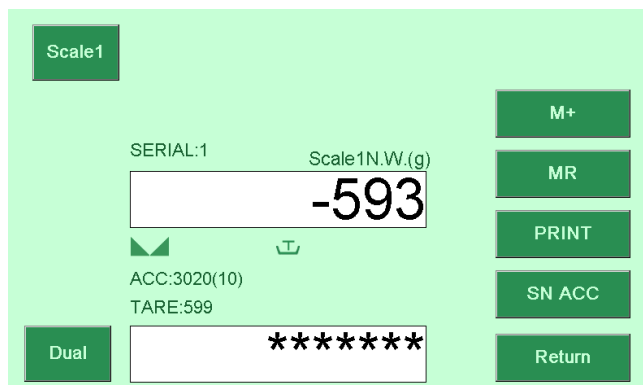 Scale1
M+
SERIAL:1
Scale1N.W.(g)
MR
-593
PRINT
T
ACC:3020(10)
SN ACC
TARE:599
Dual
*******
Return